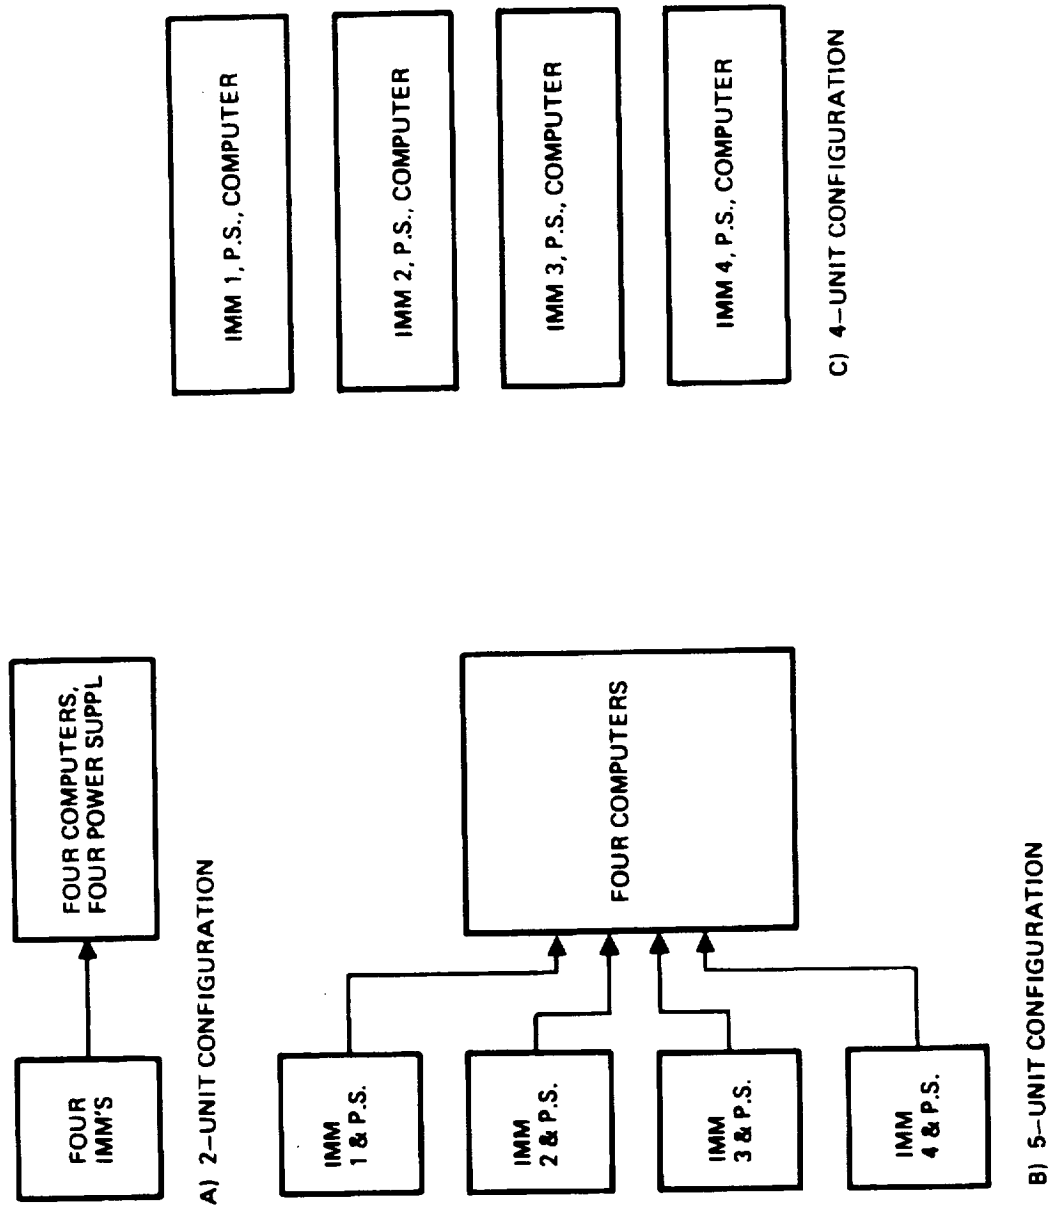 FOUR
IMM'S
FOUR COMPUTERS,
FOUR POWER SUPPL
A) 2-UNIT CONFIGURATION
IMM
1 & P.S.
IMM
2 & P.S.
IMM
3 & P.S.
IMM
4 & P.S.
FOUR COMPUTERS
B) 5-UNIT CONFIGURATION
IMM 1, P.S., COMPUTER
IMM 2, P.S., COMPUTER
IMM 3, P.S., COMPUTER
IMM 4, P.S., COMPUTER
C) 4-UNIT CONFIGURATION